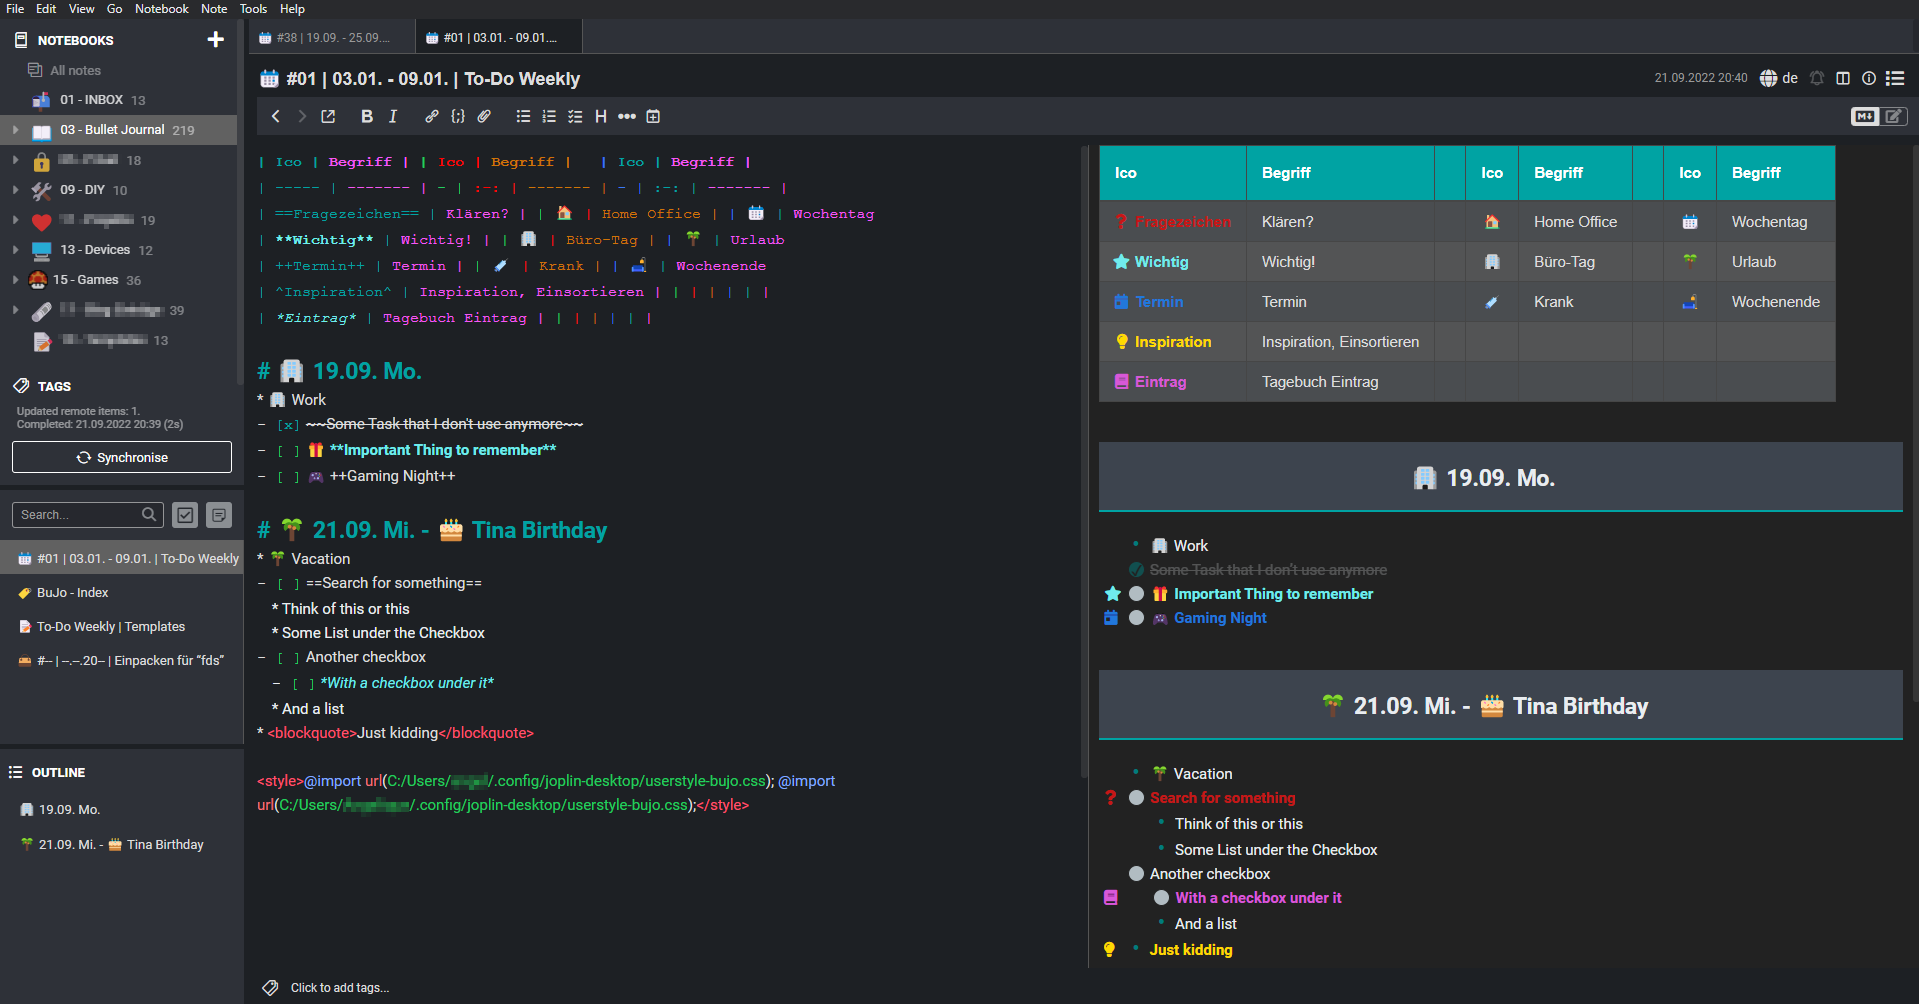 File Edit View Go Notebook Note Tools Help
NOTEBOOKS
All notes
01 - INBOX 13
03 - Bullet Journal 219
18
09 - DIY 10
19
13 - Devices 12
15 - Games 36
39
13
TAGS
Updated remote items: 1.
Completed: 21.09.2022 20:39 (2s)
Synchronise
Search...
#01 | 03.01. - 09.01. | To-Do Weekly
BuJo - Index
To-Do Weekly | Templates
#-- | --.--.20-- | Einpacken für “fds”
OUTLINE
19.09. Mo.
21.09. Mi. - 🎂 Tina Birthday
#38 | 19.09. - 25.09....
#01 | 03.01. - 09.01....
#01 | 03.01. - 09.01. | To-Do Weekly
21.09.2022 20:40 de
| Ico | Begriff | | Ico | Begriff | | Ico | Begriff |
| ----- | ------- | - | :-: | ------- | - | :-: | ------- |
| ==Fragezeichen== | Klären? | | 🏠 | Home Office | | 📅 | Wochentag
| **Wichtig** | Wichtig! | | 🏢 | Büro-Tag | | 🌴 | Urlaub
| ++Termin++ | Termin | | 💉 | Krank | | 🛋 | Wochenende
| ^Inspiration^ | Inspiration, Einsortieren | | | | | | |
| *Eintrag* | Tagebuch Eintrag | | | | | | |
# 🏢 19.09. Mo.
* 🏢 Work
- [x] ~~Some Task that I don't use anymore~~
- [ ] 🎁 **Important Thing to remember**
- [ ] 🎮 ++Gaming Night++
# 🌴 21.09. Mi. - 🎂 Tina Birthday
* 🌴 Vacation
- [ ] ==Search for something==
* Think of this or this
* Some List under the Checkbox
- [ ] Another checkbox
- [ ] *With a checkbox under it*
* And a list
* <blockquote>Just kidding</blockquote>
<style>@import url(C:/Users/ /.config/joplin-desktop/userstyle-bujo.css); @import
url(C:/Users/ /.config/joplin-desktop/userstyle-bujo.css);</style>
Click to add tags...
M↓
Ico Begriff Ico Begriff Ico Begriff
Fragezeichen Klären? Home Office Wochentag
Wichtig Wichtig! Büro-Tag Urlaub
Termin Termin Krank Wochenende
Inspiration Inspiration, Einsortieren
Eintrag Tagebuch Eintrag
19.09. Mo.
Work
Some Task that I don't use anymore
Important Thing to remember
Gaming Night
21.09. Mi. - 🎂 Tina Birthday
Vacation
Search for something
Think of this or this
Some List under the Checkbox
Another checkbox
With a checkbox under it
And a list
Just kidding